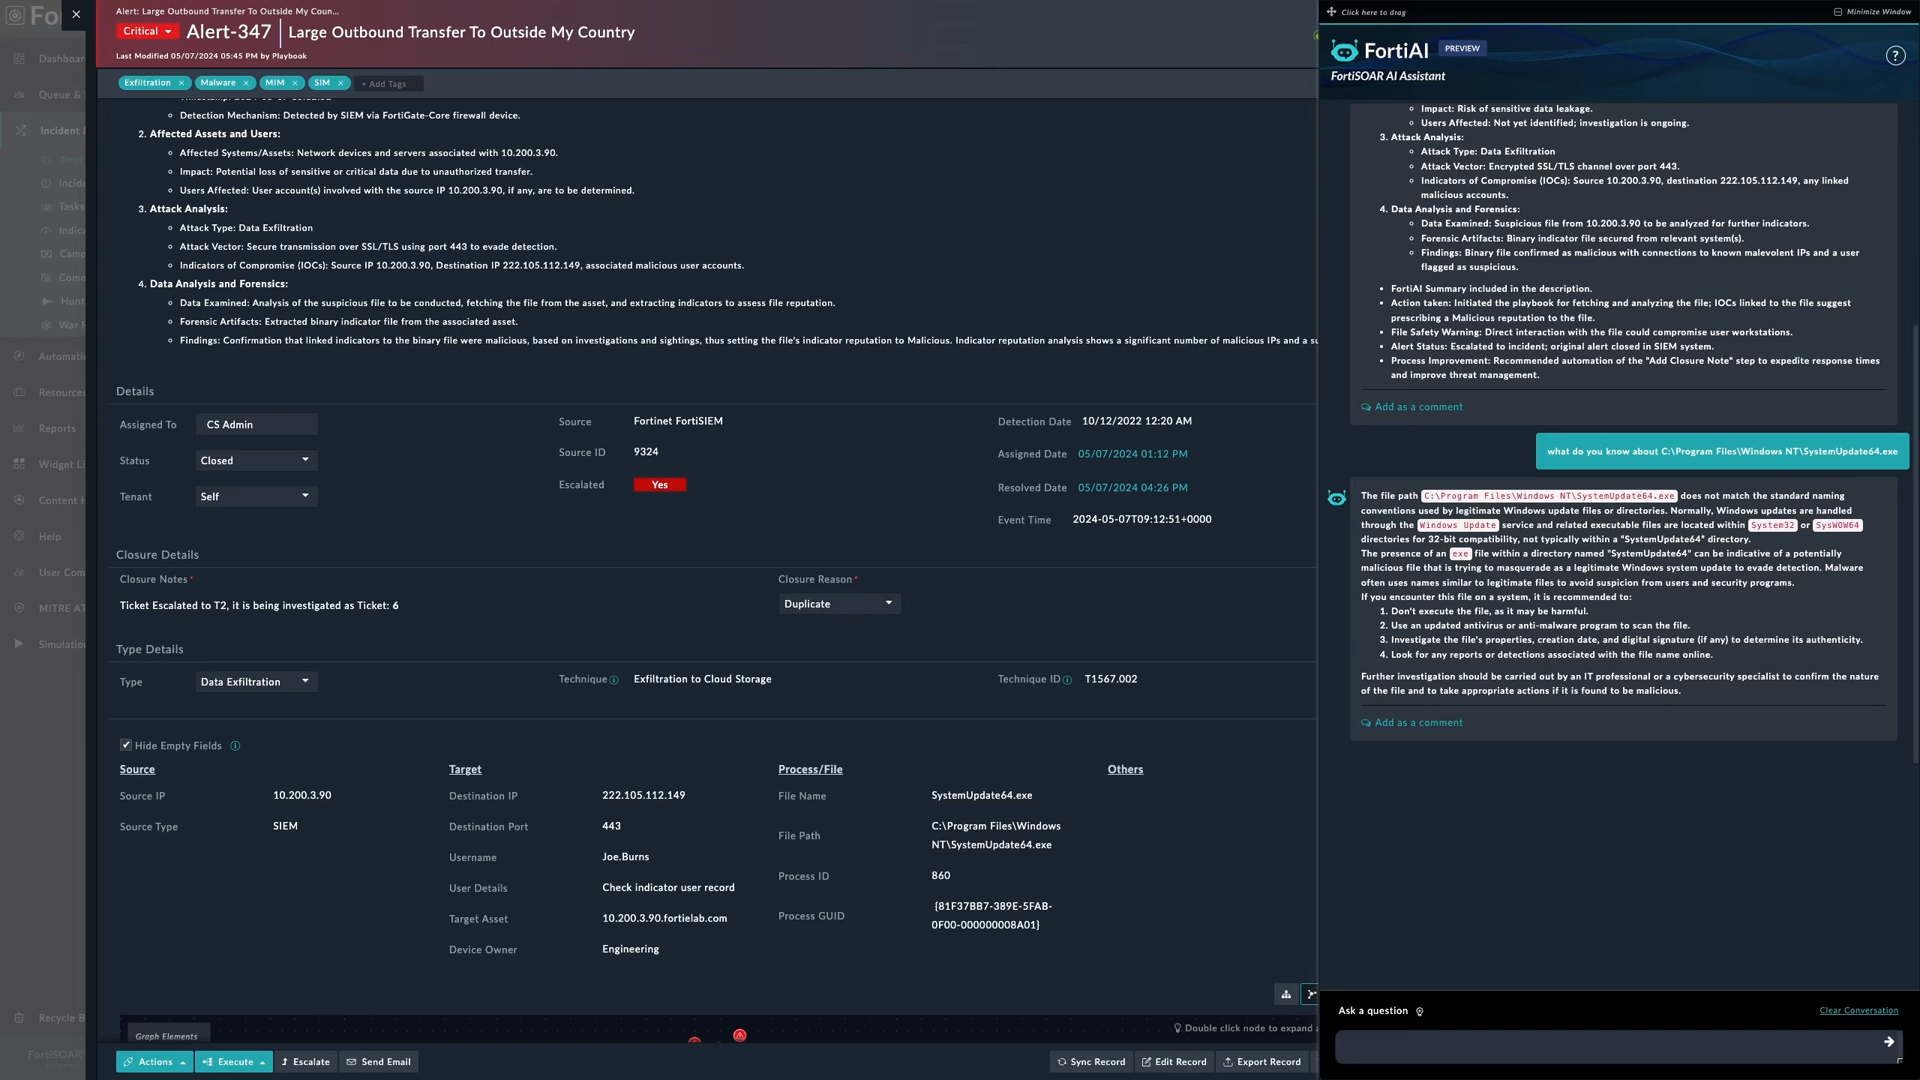 Alert: Large Outbound Transfer To Outside My Coun...
Critical
Alert-347
Large Outbound Transfer To Outside My Country
Last Modified 05/07/2024 05:45 PM by Playbook
Exfiltration ×
Malware ×
MIM ×
SIM ×
+ Add Tags
Detection Mechanism: Detected by SIEM via FortiGate-Core firewall device.
2. Affected Assets and Users:
Affected Systems/Assets: Network devices and servers associated with 10.200.3.90.
Impact: Potential loss of sensitive or critical data due to unauthorized transfer.
Users Affected: User account(s) involved with the source IP 10.200.3.90, if any, are to be determined.
3. Attack Analysis:
Attack Type: Data Exfiltration
Attack Vector: Secure transmission over SSL/TLS using port 443 to evade detection.
Indicators of Compromise (IOCs): Source IP 10.200.3.90, Destination IP 222.105.112.149, associated malicious user accounts.
4. Data Analysis and Forensics:
Data Examined: Analysis of the suspicious file to be conducted, fetching the file from the asset, and extracting indicators to assess file reputation.
Forensic Artifacts: Extracted binary indicator file from the associated asset.
Findings: Confirmation that linked indicators to the binary file were malicious, based on investigations and sightings, thus setting the file's indicator reputation to Malicious. Indicator reputation analysis shows a significant number of malicious IPs and a su
Details
Assigned To
CS Admin
Status
Closed
Tenant
Self
Source
Fortinet FortiSIEM
Source ID
9324
Escalated
Yes
Detection Date
10/12/2022 12:20 AM
Assigned Date
05/07/2024 01:12 PM
Resolved Date
05/07/2024 04:26 PM
Event Time
2024-05-07T09:12:51+0000
Closure Details
Closure Notes*
Ticket Escalated to T2, it is being investigated as Ticket: 6
Closure Reason*
Duplicate
Type Details
Type
Data Exfiltration
Technique
Exfiltration to Cloud Storage
Technique ID
T1567.002
Hide Empty Fields
Source
Source IP
10.200.3.90
Source Type
SIEM
Target
Destination IP
222.105.112.149
Destination Port
443
Username
Joe.Burns
User Details
Check indicator user record
Target Asset
10.200.3.90.fortielab.com
Device Owner
Engineering
Process/File
File Name
SystemUpdate64.exe
File Path
C:\Program Files\Windows
NT\SystemUpdate64.exe
Process ID
860
Process GUID
{81F37BB7-389E-5FAB-
0F00-000000008A01}
Others
Graph Elements
Double click node to expand a
Actions
Execute
Escalate
Send Email
Sync Record
Edit Record
Export Record
Dashboar
Queue &
Incident
Alert
Incide
Tasks
Indica
Camp
Comm
Hunt
War R
Automatic
Resources
Reports
Widget Li
Content H
Help
User Com
MITRE AT
Simulation
Recycle B
FortiSOAR
Click here to drag
Minimize Window
FortiAI
PREVIEW
FortiSOAR AI Assistant
Impact: Risk of sensitive data leakage.
Users Affected: Not yet identified; investigation is ongoing.
3. Attack Analysis:
Attack Type: Data Exfiltration
Attack Vector: Encrypted SSL/TLS channel over port 443.
Indicators of Compromise (IOCs): Source 10.200.3.90, destination 222.105.112.149, any linked
malicious accounts.
4. Data Analysis and Forensics:
Data Examined: Suspicious file from 10.200.3.90 to be analyzed for further indicators.
Forensic Artifacts: Binary indicator file secured from relevant system(s).
Findings: Binary file confirmed as malicious with connections to known malevolent IPs and a user
flagged as suspicious.
FortiAI Summary included in the description.
Action taken: Initiated the playbook for fetching and analyzing the file; IOCs linked to the file suggest
prescribing a Malicious reputation to the file.
File Safety Warning: Direct interaction with the file could compromise user workstations.
Alert Status: Escalated to incident; original alert closed in SIEM system.
Process Improvement: Recommended automation of the "Add Closure Note" step to expedite response times
and improve threat management.
Add as a comment
what do you know about C:\Program Files\Windows NT\SystemUpdate64.exe
The file path C:\Program Files\Windows NT\SystemUpdate64.exe does not match the standard naming
conventions used by legitimate Windows update files or directories. Normally, Windows updates are handled
through the Windows Update service and related executable files are located within System32 or SysWOW64
directories for 32-bit compatibility, not typically within a "SystemUpdate64" directory.
The presence of an exe file within a directory named "SystemUpdate64" can be indicative of a potentially
malicious file that is trying to masquerade as a legitimate Windows system update to evade detection. Malware
often uses names similar to legitimate files to avoid suspicion from users and security programs.
If you encounter this file on a system, it is recommended to:
1. Don't execute the file, as it may be harmful.
2. Use an updated antivirus or anti-malware program to scan the file.
3. Investigate the file's properties, creation date, and digital signature (if any) to determine its authenticity.
4. Look for any reports or detections associated with the file name online.
Further investigation should be carried out by an IT professional or a cybersecurity specialist to confirm the nature
of the file and to take appropriate actions if it is found to be malicious.
Add as a comment
Ask a question
Clear Conversation